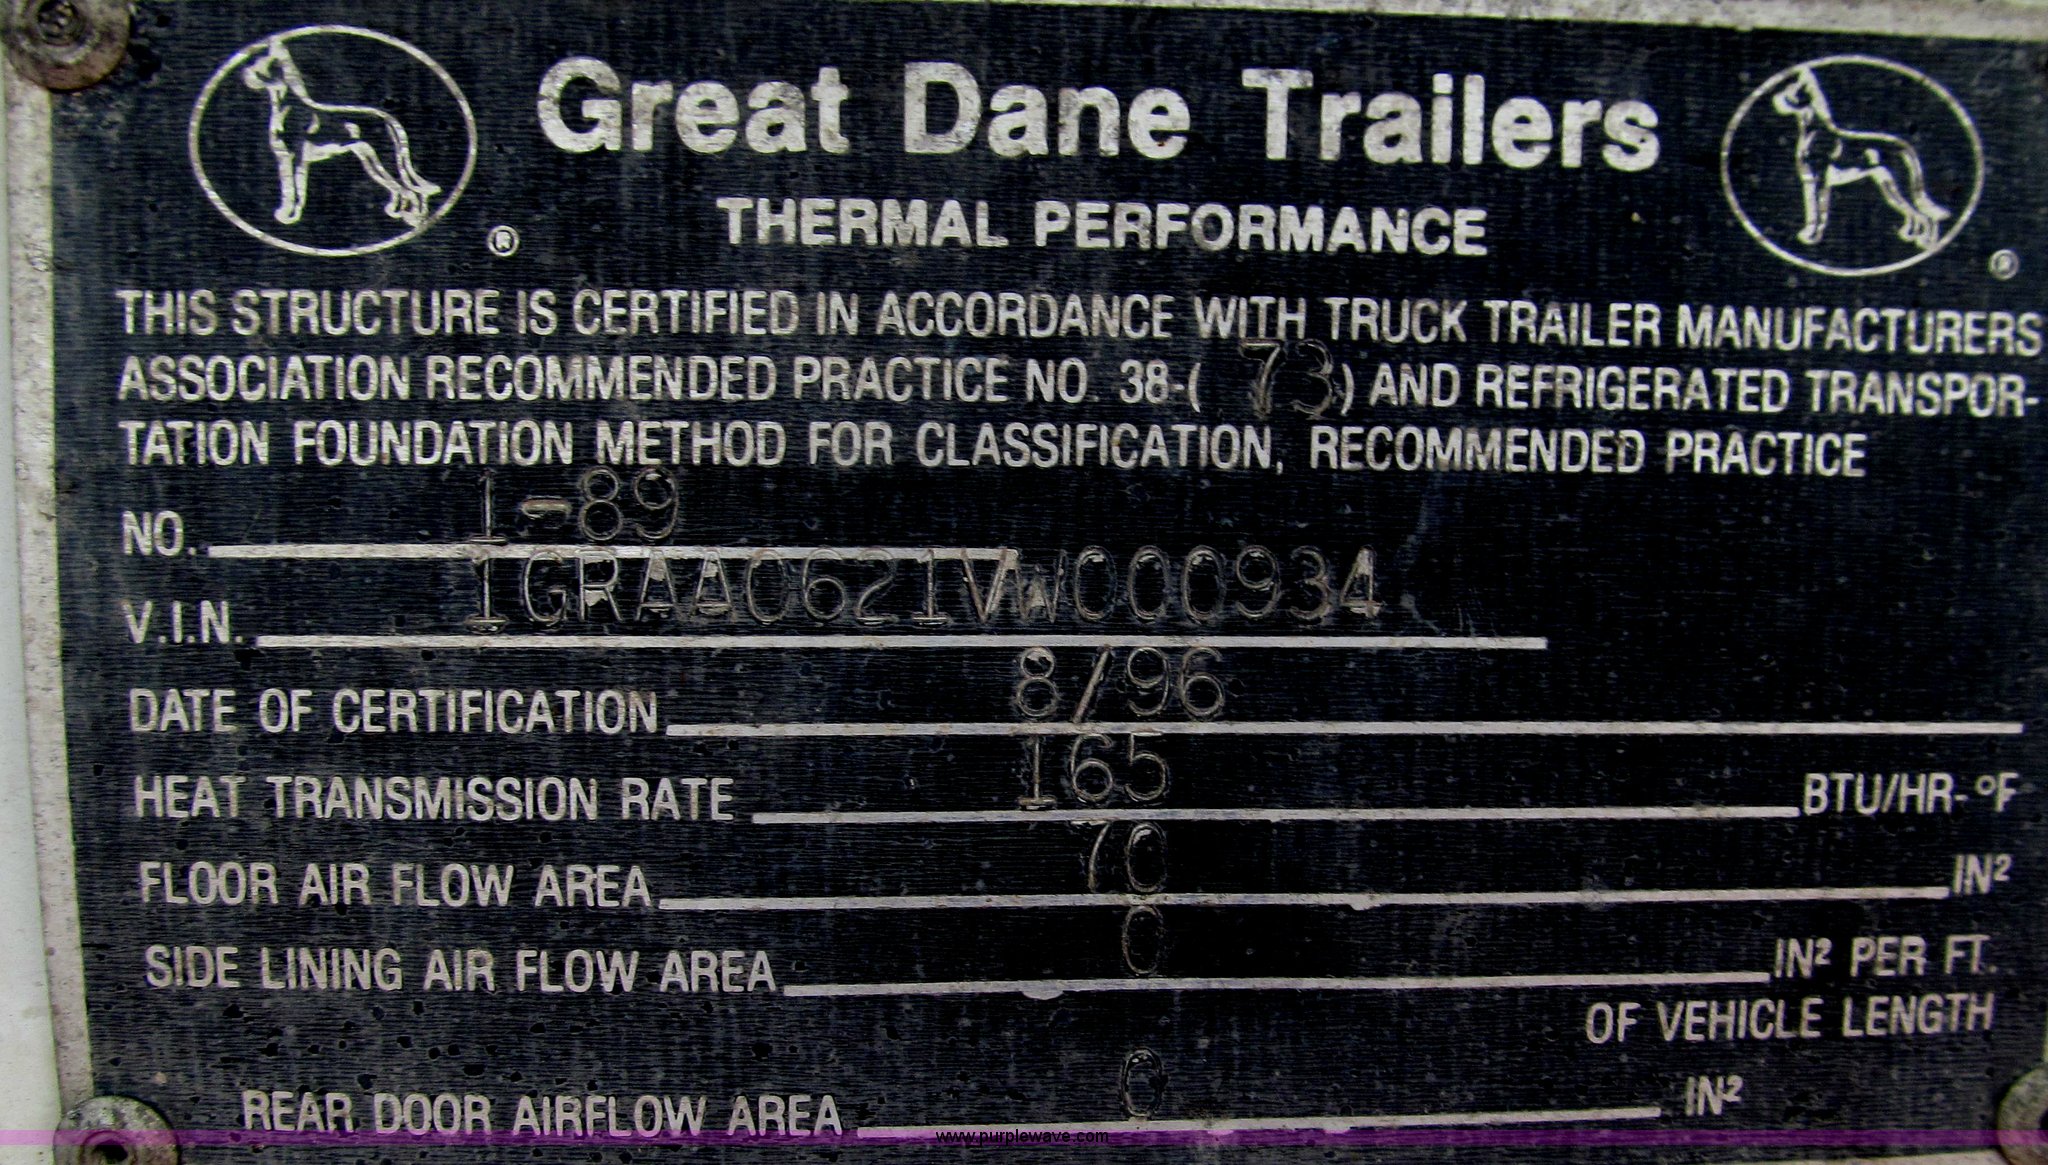 Great Dane Trailers
®
®
THERMAL PERFORMANCE
THIS STRUCTURE IS CERTIFIED IN ACCORDANCE WITH TRUCK TRAILER MANUFACTURERS
ASSOCIATION RECOMMENDED PRACTICE NO. 38-( 73 ) AND REFRIGERATED TRANSPOR-
TATION FOUNDATION METHOD FOR CLASSIFICATION, RECOMMENDED PRACTICE
NO. 1-89
V.I.N. 1GRAA0621VW000934
DATE OF CERTIFICATION 8/96
HEAT TRANSMISSION RATE 165 BTU/HR-°F
FLOOR AIR FLOW AREA 70 IN²
SIDE LINING AIR FLOW AREA 0 IN² PER FT.
OF VEHICLE LENGTH
REAR DOOR AIRFLOW AREA 0 IN²
www.purplewave.com